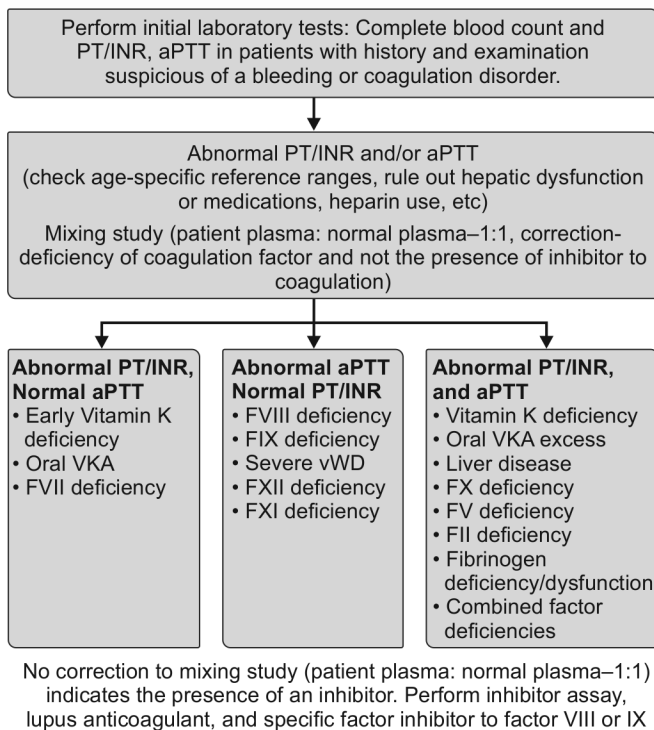 Perform initial laboratory tests: Complete blood count and
PT/INR, aPTT in patients with history and examination
suspicious of a bleeding or coagulation disorder.
Abnormal PT/INR and/or aPTT
(check age-specific reference ranges, rule out hepatic dysfunction
or medications, heparin use, etc)
Mixing study (patient plasma: normal plasma–1:1, correction-
deficiency of coagulation factor and not the presence of inhibitor to
coagulation)
Abnormal PT/INR,
Normal aPTT
• Early Vitamin K
deficiency
• Oral VKA
• FVII deficiency
Abnormal aPTT
Normal PT/INR
• FVIII deficiency
• FIX deficiency
• Severe vWD
• FXII deficiency
• FXI deficiency
Abnormal PT/INR,
and aPTT
• Vitamin K deficiency
• Oral VKA excess
• Liver disease
• FX deficiency
• FV deficiency
• FII deficiency
• Fibrinogen
deficiency/dysfunction
• Combined factor
deficiencies
No correction to mixing study (patient plasma: normal plasma–1:1)
indicates the presence of an inhibitor. Perform inhibitor assay,
lupus anticoagulant, and specific factor inhibitor to factor VIII or IX